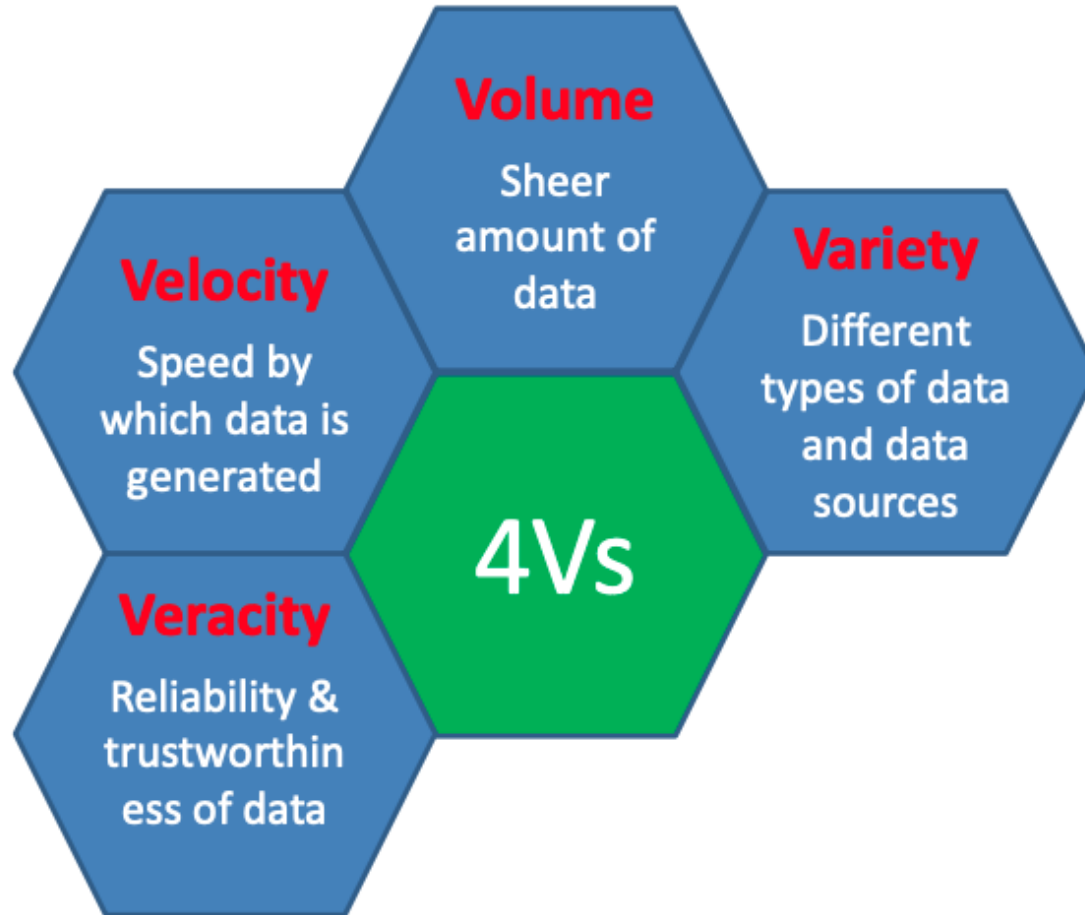 Volume
Sheer
amount of
data
Velocity
Speed by
which data is
generated
Variety
Different
types of data
and data
sources
4Vs
Veracity
Reliability &
trustworthin
ess of data